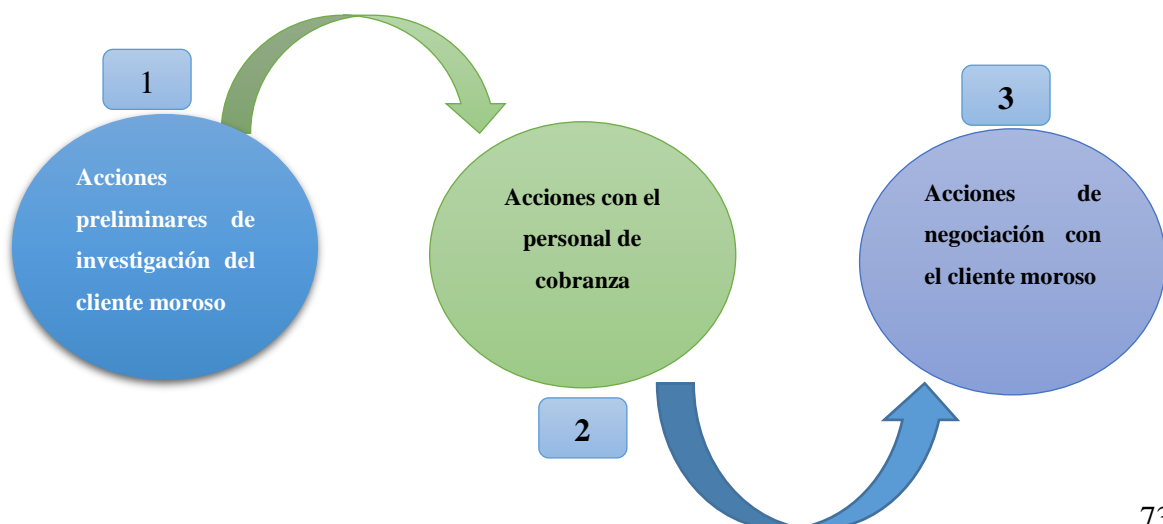 1
Acciones
preliminares de
investigación del
cliente moroso
Acciones con el
personal de
cobranza
2
3
Acciones de
negociación con
el cliente moroso
73